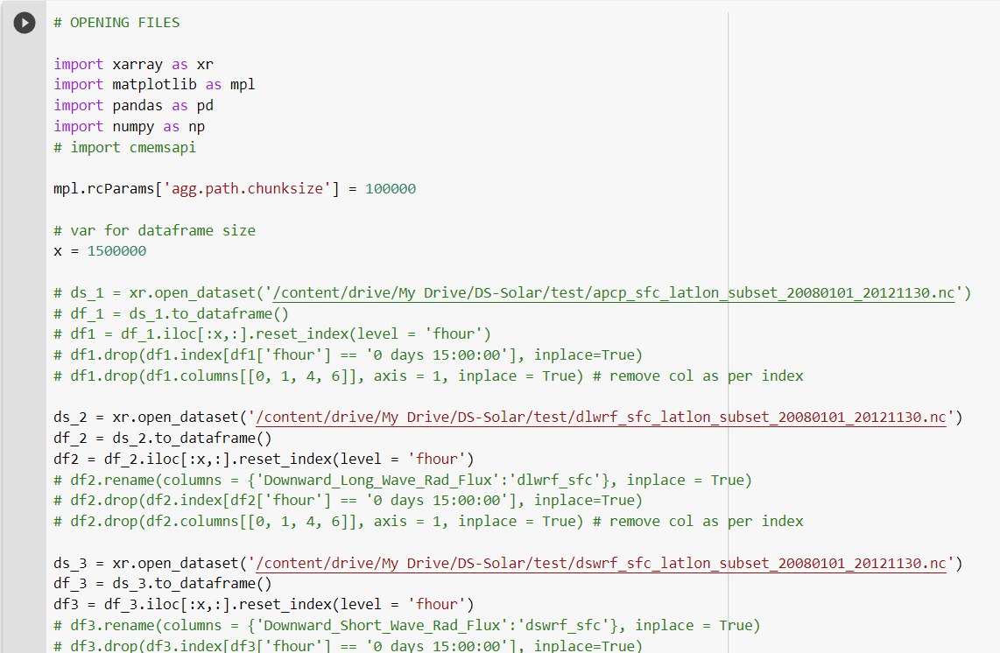 # OPENING FILES
import xarray as xr
import matplotlib as mpl
import pandas as pd
import numpy as np
# import cmemsapi
mpl.rcParams['agg.path.chunksize'] = 100000
# var for dataframe size
x = 1500000
# ds_1 = xr.open_dataset('/content/drive/My Drive/DS-Solar/test/apcp_sfc_latlon_subset_20080101_20121130.nc')
# df_1 = ds_1.to_dataframe()
# df1 = df_1.iloc[:x,:].reset_index(level = 'fhour')
# df1.drop(df1.index[df1['fhour'] == '0 days 15:00:00'], inplace=True)
# df1.drop(df1.columns[[0, 1, 4, 6]], axis = 1, inplace = True) # remove col as per index
ds_2 = xr.open_dataset('/content/drive/My Drive/DS-Solar/test/dlwrf_sfc_latlon_subset_20080101_20121130.nc')
df_2 = ds_2.to_dataframe()
df2 = df_2.iloc[:x,:].reset_index(level = 'fhour')
# df2.rename(columns = {'Downward_Long_Wave_Rad_Flux':'dlwrf_sfc'}, inplace = True)
# df2.drop(df2.index[df2['fhour'] == '0 days 15:00:00'], inplace=True)
# df2.drop(df2.columns[[0, 1, 4, 6]], axis = 1, inplace = True) # remove col as per index
ds_3 = xr.open_dataset('/content/drive/My Drive/DS-Solar/test/dswrf_sfc_latlon_subset_20080101_20121130.nc')
df_3 = ds_3.to_dataframe()
df3 = df_3.iloc[:x,:].reset_index(level = 'fhour')
# df3.rename(columns = {'Downward_Short_Wave_Rad_Flux':'dswrf_sfc'}, inplace = True)
# df3.drop(df3.index[df3['fhour'] == '0 days 15:00:00'], inplace=True)